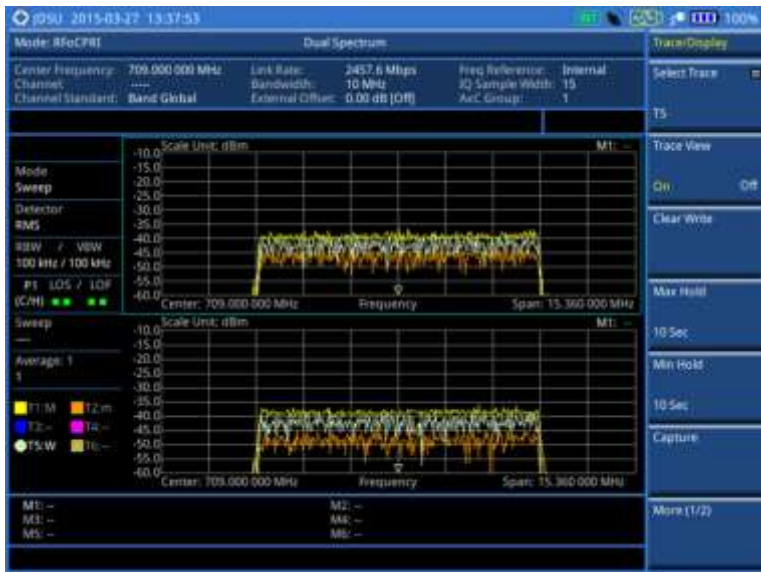 JDSU 2015-03-27 13:37:53
INT 100%
Mode: RFoCPRI Dual Spectrum
Trace/Display
Center Frequency: 709.000 000 MHz Link Rate: 2457.6 Mbps Freq Reference: Internal
Channel: ---- Bandwidth: 10 MHz IQ Sample Width: 15
Channel Standard: Band Global External Offset: 0.00 dB [Off] AxC Group: 1
Select Trace
T5
Trace View
On Off
Clear Write
Max Hold
10 Sec
Min Hold
10 Sec
Capture
More (1/2)
Mode
Sweep
Detector
RMS
RBW / VBW
100 kHz / 100 kHz
P1 LOS / LOF
(C/H)
Sweep
---
Average: 1
1
T1:M T2:m
T3:-- T4:--
T5:W T6:--
Scale Unit: dBm M1: --
-10.0
-15.0
-20.0
-25.0
-30.0
-35.0
-40.0
-45.0
-50.0
-55.0
-60.0
Center: 709.000 000 MHz Frequency Span: 15.360 000 MHz
Scale Unit: dBm M1: --
-10.0
-15.0
-20.0
-25.0
-30.0
-35.0
-40.0
-45.0
-50.0
-55.0
-60.0
Center: 709.000 000 MHz Frequency Span: 15.360 000 MHz
M1: -- M2: --
M3: -- M4: --
M5: -- M6: --